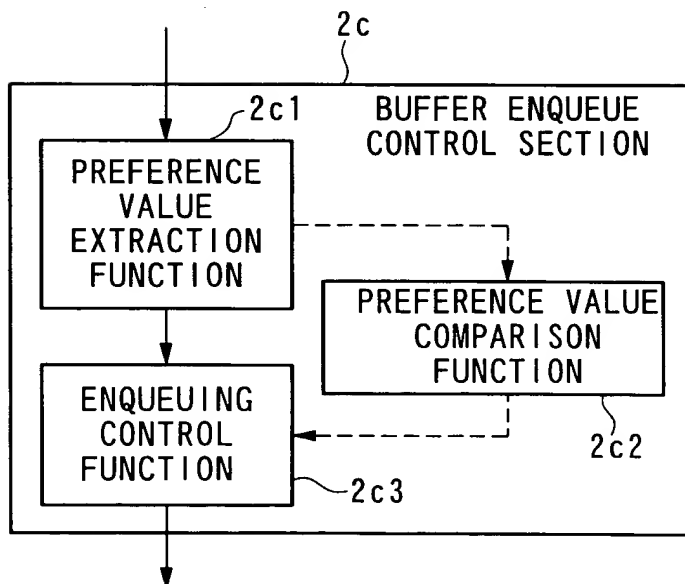 2c
BUFFER ENQUEUE
CONTROL SECTION
2c1
PREFERENCE
VALUE
EXTRACTION
FUNCTION
PREFERENCE VALUE
COMPARISON
FUNCTION
2c2
ENQUEUING
CONTROL
FUNCTION
2c3